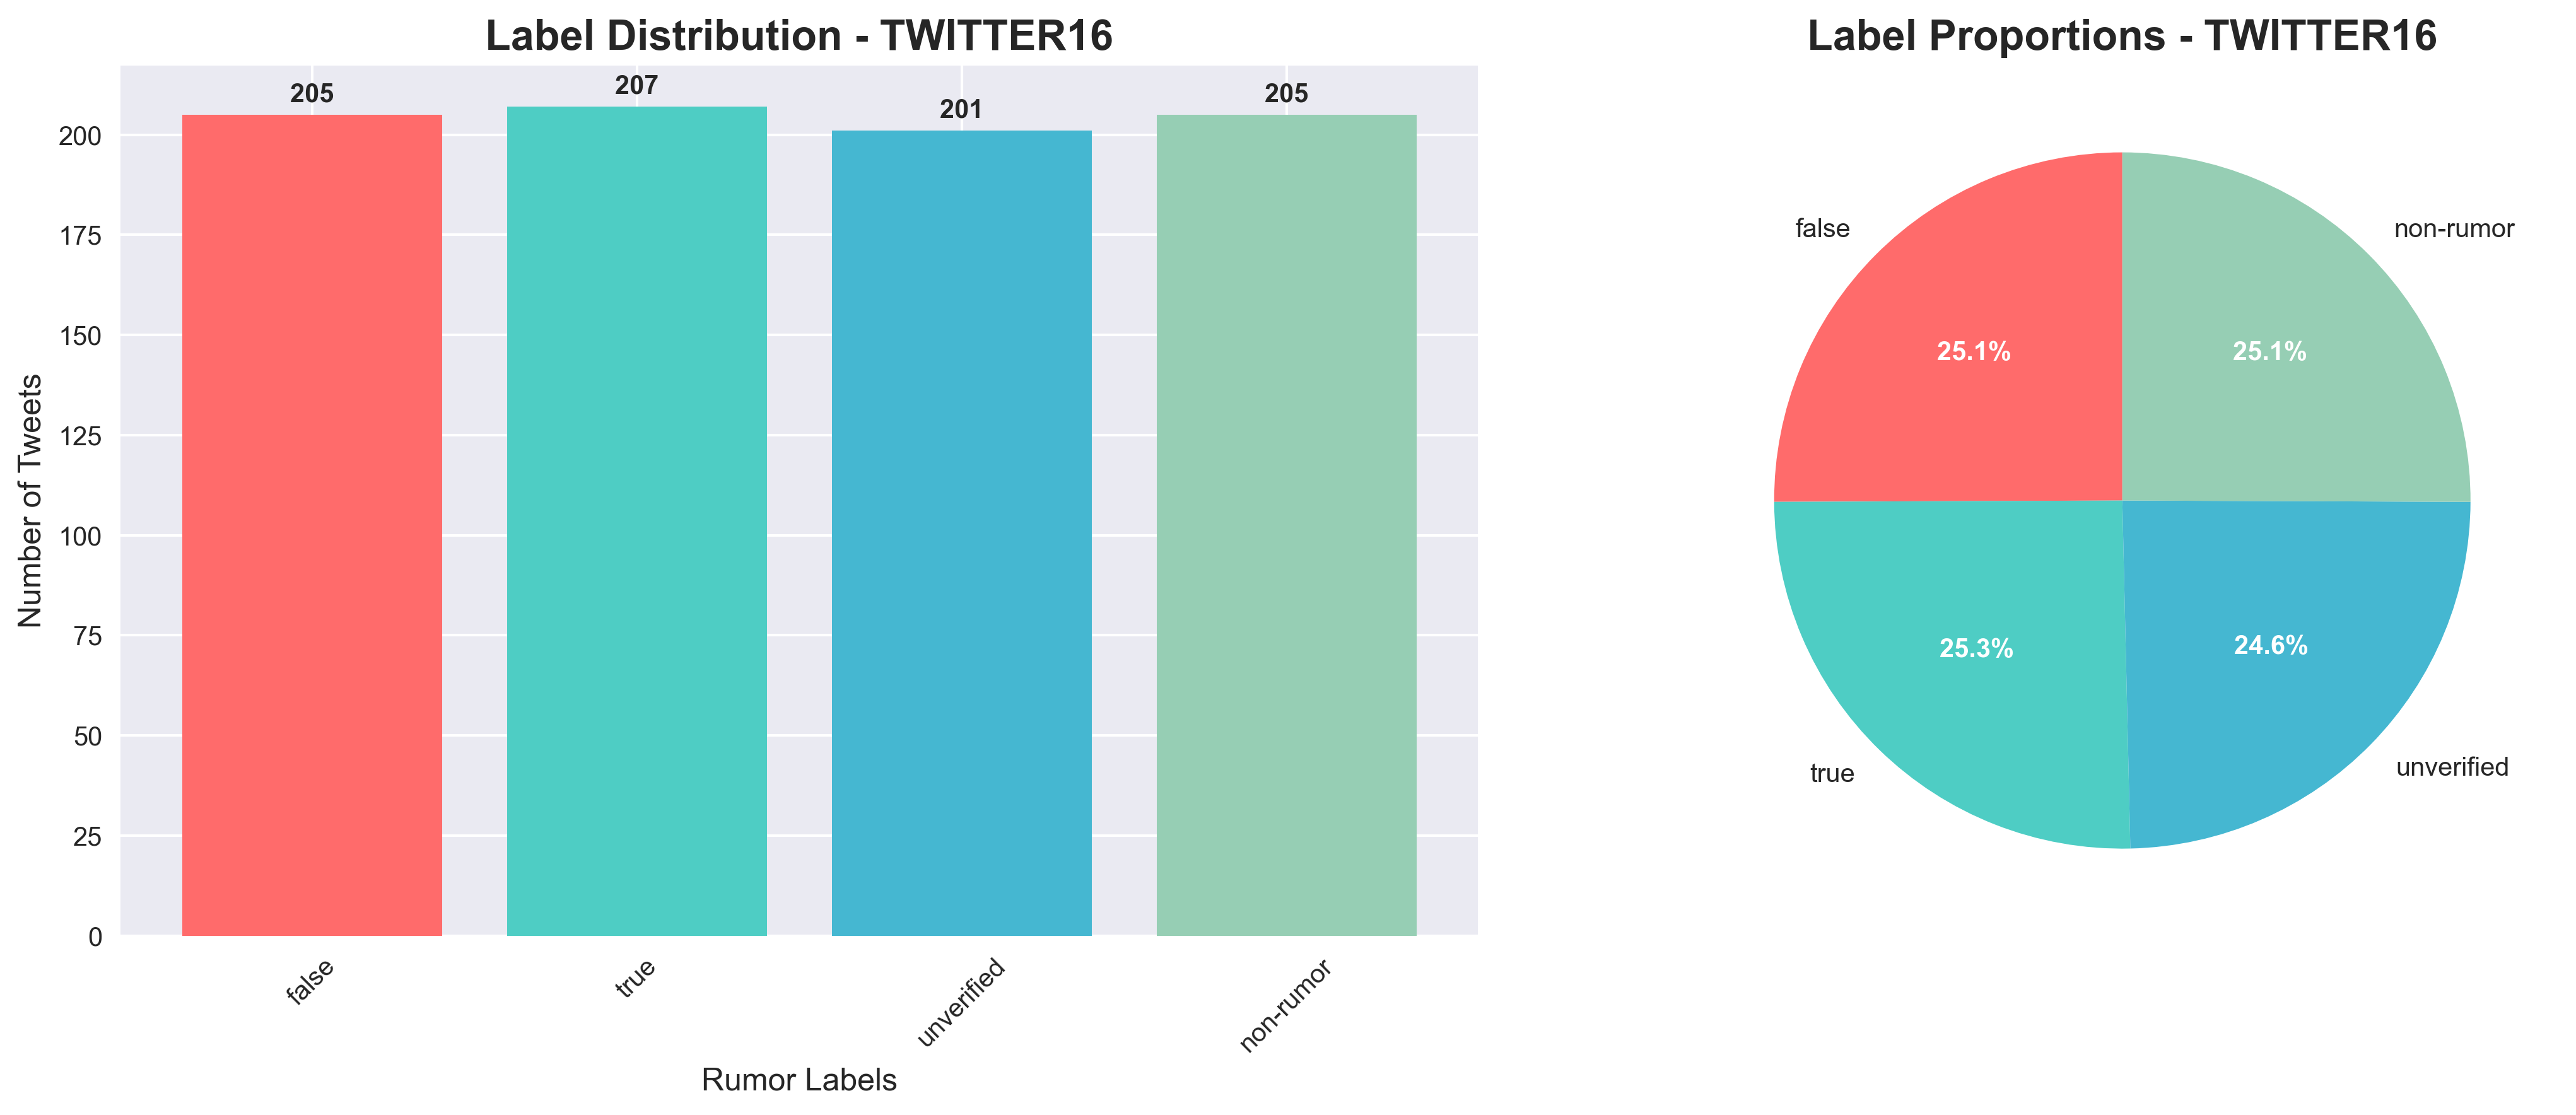 Label Distribution - TWITTER16
205
207
201
205
200
175
150
125
100
75
50
25
0
Number of Tweets
false
true
unverified
non-rumor
Rumor Labels
Label Proportions - TWITTER16
false
non-rumor
25.1%
25.1%
25.3%
24.6%
true
unverified